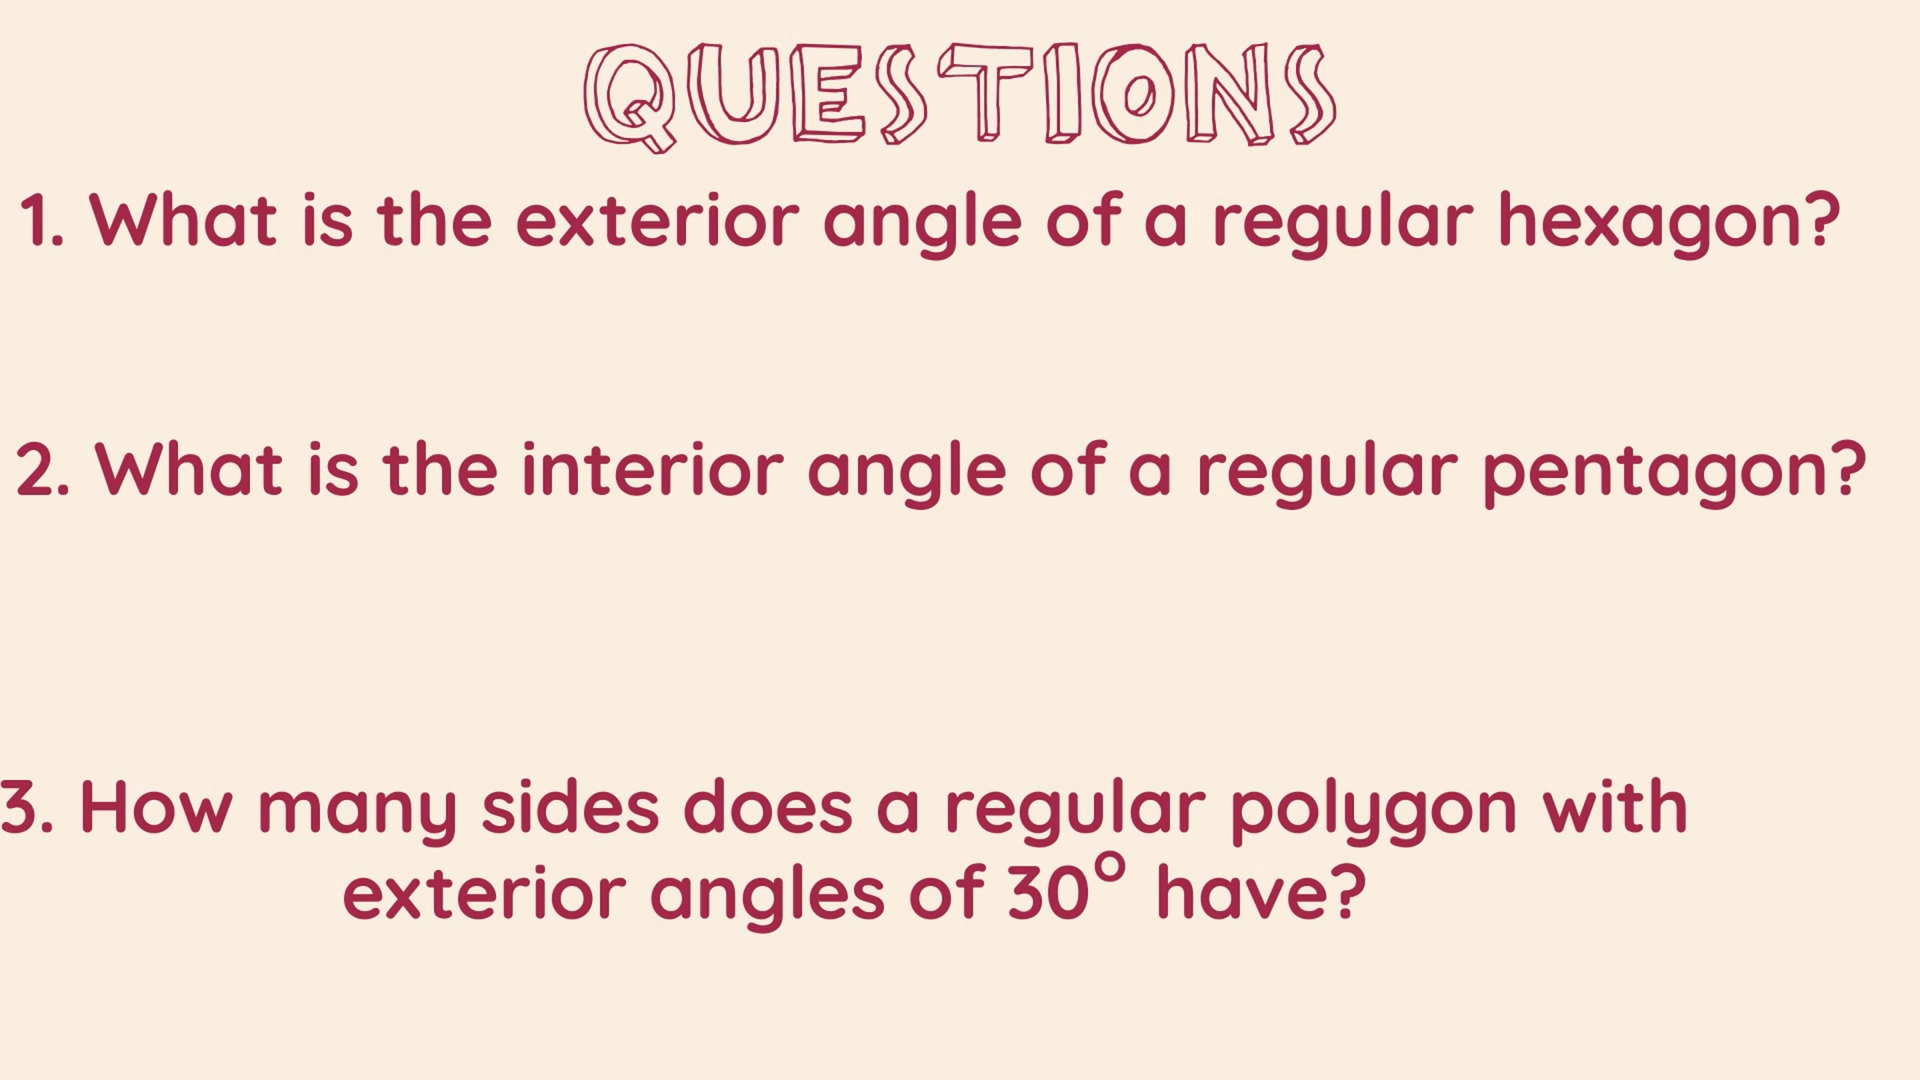 QUESTIONS
1. What is the exterior angle of a regular hexagon?
2. What is the interior angle of a regular pentagon?
3. How many sides does a regular polygon with
exterior angles of 30° have?